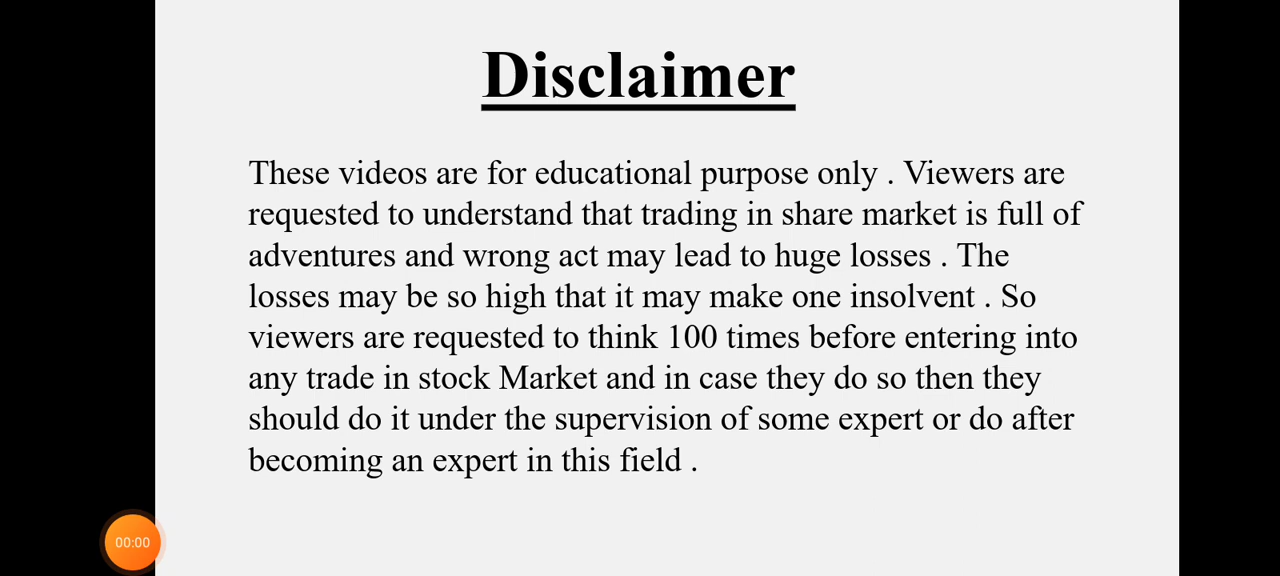 Disclaimer
These videos are for educational purpose only . Viewers are
requested to understand that trading in share market is full of
adventures and wrong act may lead to huge losses . The
losses may be so high that it may make one insolvent . So
viewers are requested to think 100 times before entering into
any trade in stock Market and in case they do so then they
should do it under the supervision of some expert or do after
becoming an expert in this field .
00:00